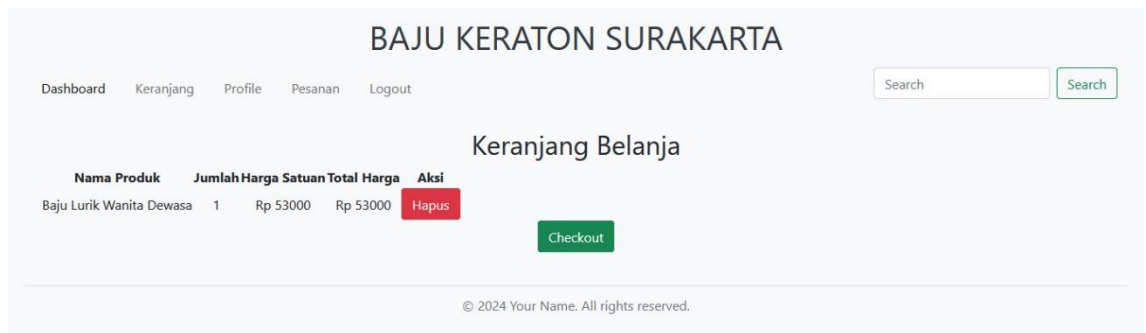 BAJU KERATON SURAKARTA
Dashboard Keranjang Profile Pesanan Logout Search Search
Keranjang Belanja
Nama Produk Jumlah Harga Satuan Total Harga Aksi
Baju Lurik Wanita Dewasa 1 Rp 53000 Rp 53000 Hapus
Checkout
© 2024 Your Name. All rights reserved.